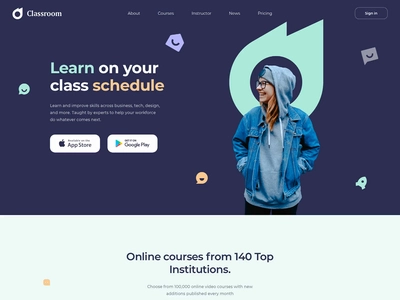 Classroom
About
Courses
Instructor
News
Pricing
Sign in
Learn on your
class schedule
Learn and improve skills across business, tech, design,
and more. Taught by experts to help your workforce
do whatever comes next.
Available on the
App Store
GET IT ON
Google Play
Online courses from 140 Top
Institutions.
Choose from 100,000 online video courses with new
additions published every month